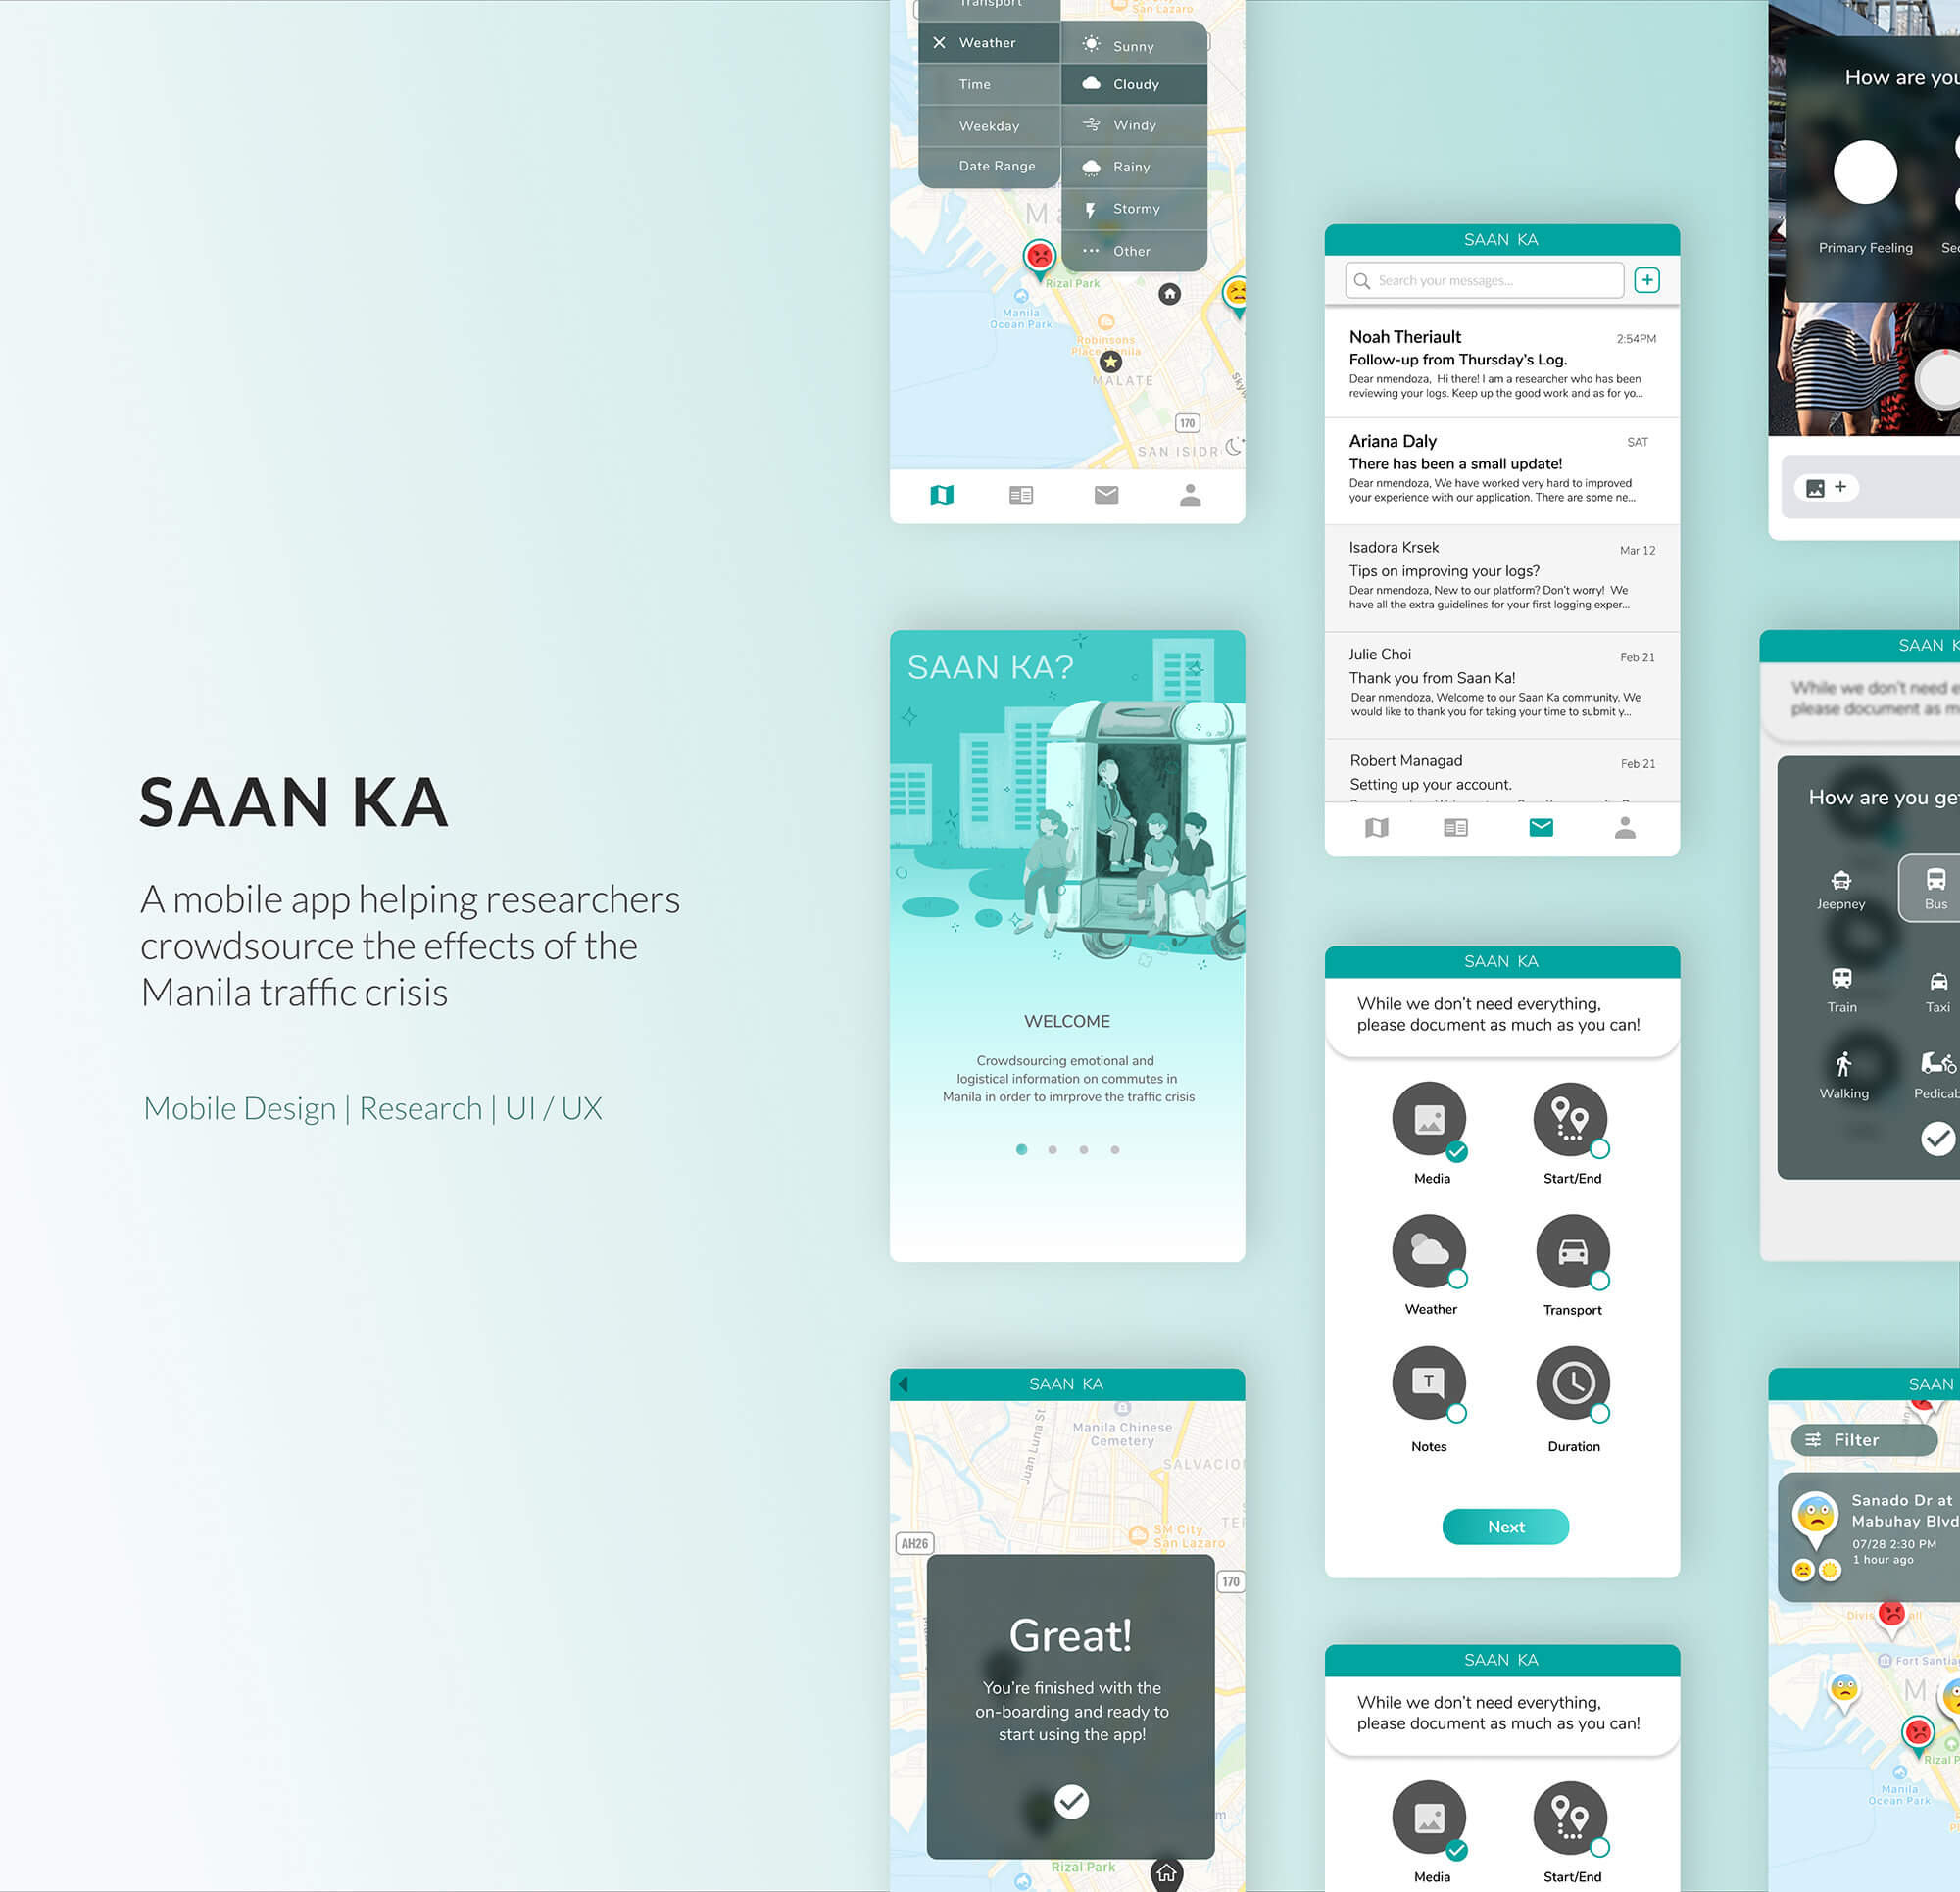 SAAN KA
A mobile app helping researchers
crowdsource the effects of the
Manila traffic crisis
Mobile Design | Research | UI / UX
Transport
Weather
Time
Weekday
Date Range
San Lazaro
Sunny
Cloudy
Windy
Rainy
Stormy
Other
Rizal Park
Manila
Ocean Park
Robinsons
Place Manila
MALATE
170
SAN ISIDR
SAAN KA?
WELCOME
Crowdsourcing emotional and
logistical information on commutes in
Manila in order to imrprove the traffic crisis
SAAN KA
Juan Luna St
Manila Chinese
Cemetery
SALVACIO
SM City
San Lazaro
TE
AH26
170
Great!
You're finished with the
on-boarding and ready to
start using the app!
Rizal Park
SAAN KA
Search your messages...
Noah Theriault
2:54PM
Follow-up from Thursday's Log.
Dear nmendoza, Hi there! I am a researcher who has been
reviewing your logs. Keep up the good work and as for yo...
Ariana Daly
SAT
There has been a small update!
Dear nmendoza, We have worked very hard to improved
your experience with our application. There are some ne...
Isadora Krsek
Mar 12
Tips on improving your logs?
Dear nmendoza, New to our platform? Don't worry! We
have all the extra guidelines for your first logging exper...
Julie Choi
Feb 21
Thank you from Saan Ka!
Dear nmendoza, Welcome to our Saan Ka community. We
would like to thank you for taking your time to submit y...
Robert Managad
Feb 21
Setting up your account.
SAAN KA
While we don't need everything,
please document as much as you can!
Media
Start/End
Weather
Transport
T
Notes
Duration
Next
SAAN KA
While we don't need everything,
please document as much as you can!
Media
Start/End
How are you
Primary Feeling
Sec
SAAN K
While we don't need e
please document as m
How are you get
Jeepney
Bus
Train
Taxi
Walking
Pedicab
SAAN
Filter
Sanado Dr at
Mabuhay Blvd
07/28 2:30 PM
1 hour ago
Fort Santia
M
Rizal P
Manila
Ocean Park